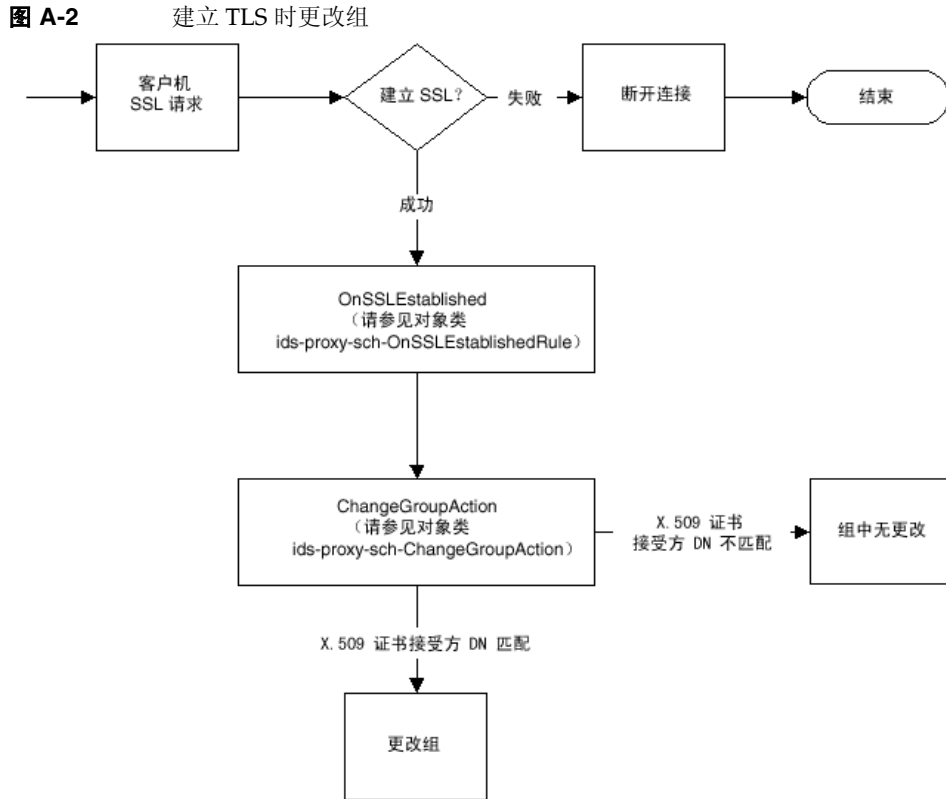 图 A-2 建立 TLS 时更改组
客户机
SSL 请求
建立 SSL?
失败
断开连接
结束
成功
OnSSLEstablished
（请参见对象类
ids-proxy-sch-OnSSLEstablishedRule）
ChangeGroupAction
（请参见对象类
ids-proxy-sch-ChangeGroupAction）
X.509 证书
接受方 DN 不匹配
组中无更改
X.509 证书接受方 DN 匹配
更改组